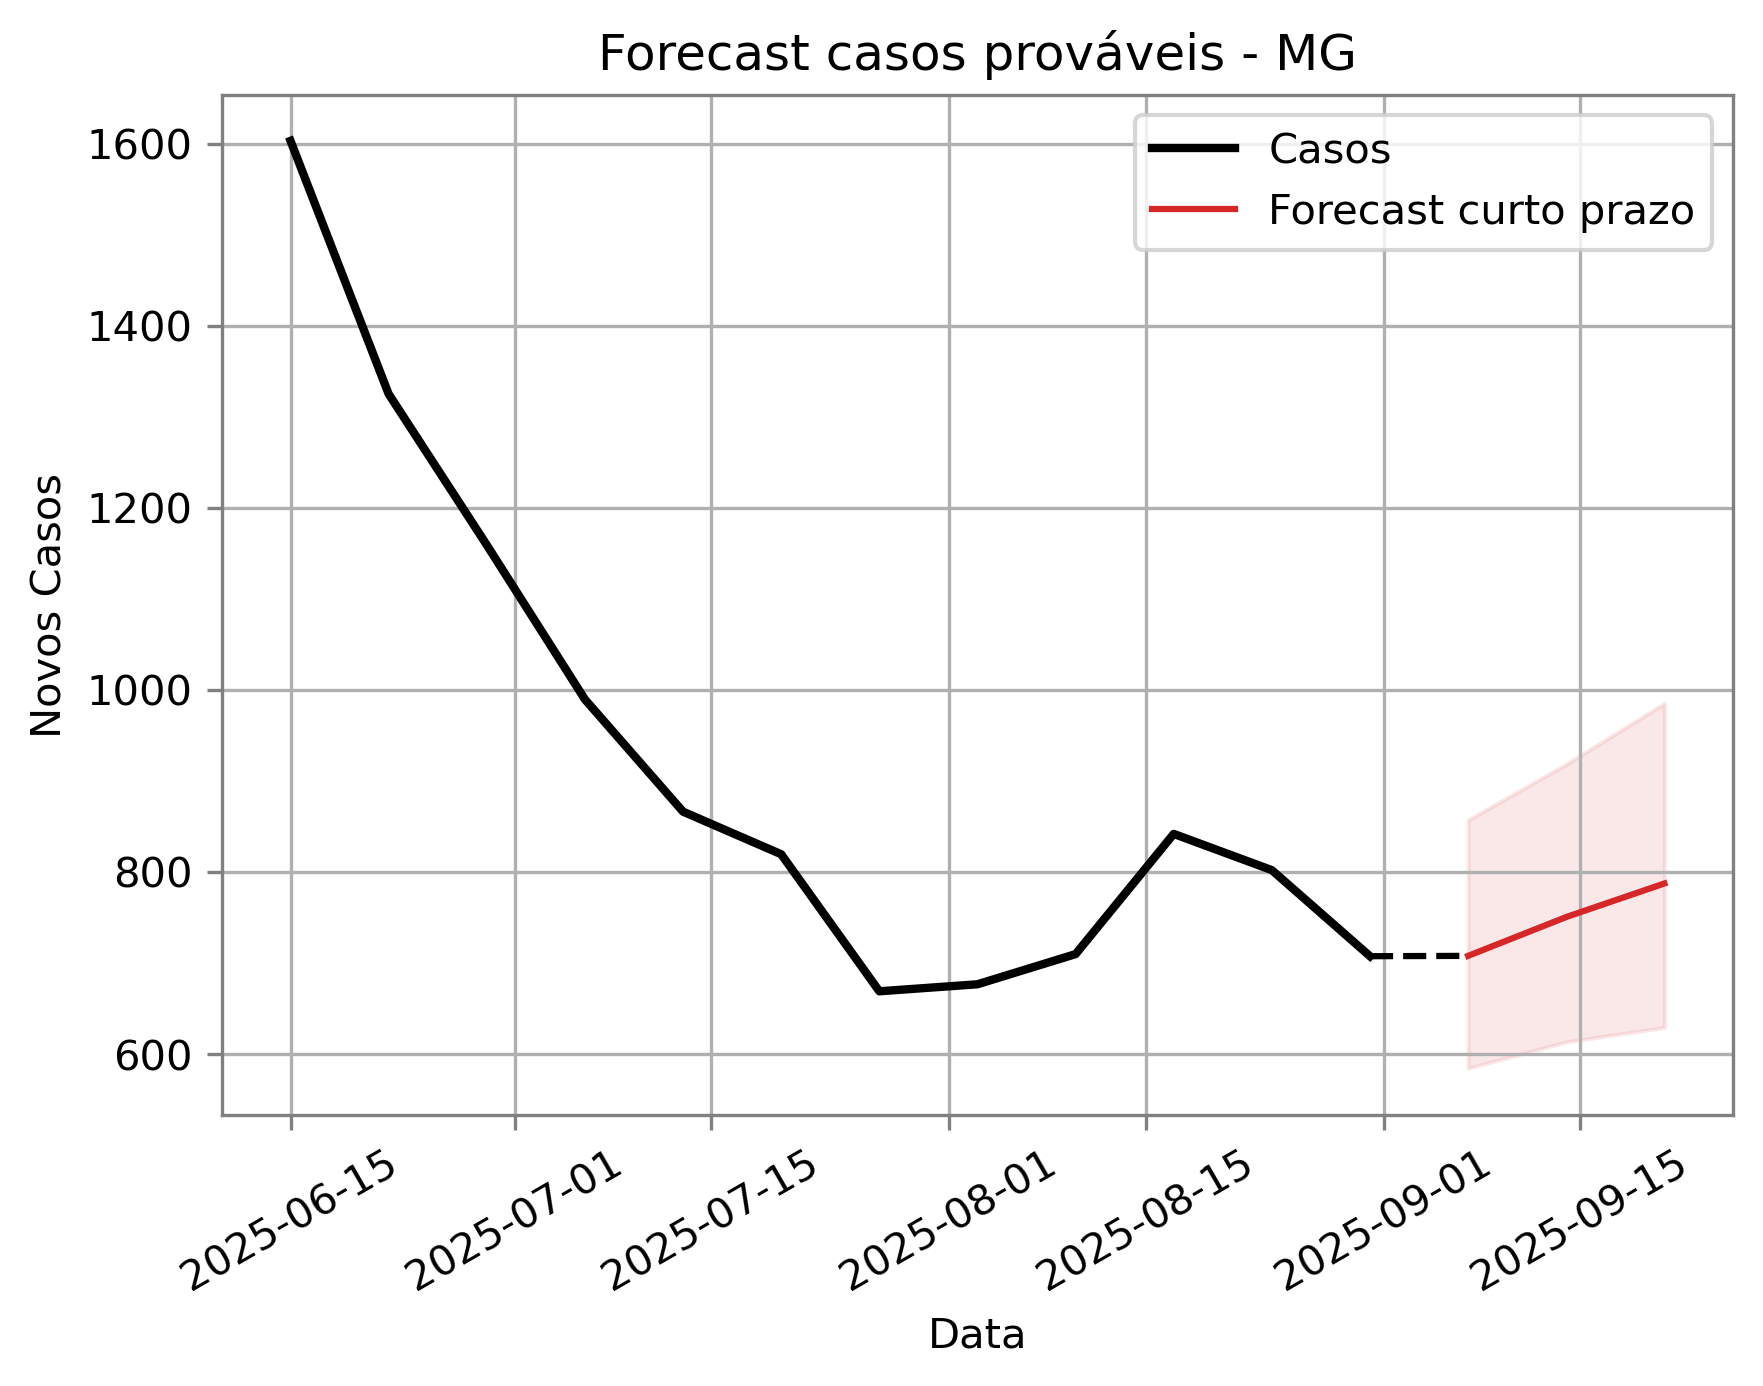 Forecast casos prováveis - MG
Casos
Forecast curto prazo
1600
1400
1200
1000
800
600
Novos Casos
2025-06-15
2025-07-01
2025-07-15
2025-08-01
2025-08-15
2025-09-01
2025-09-15
Data